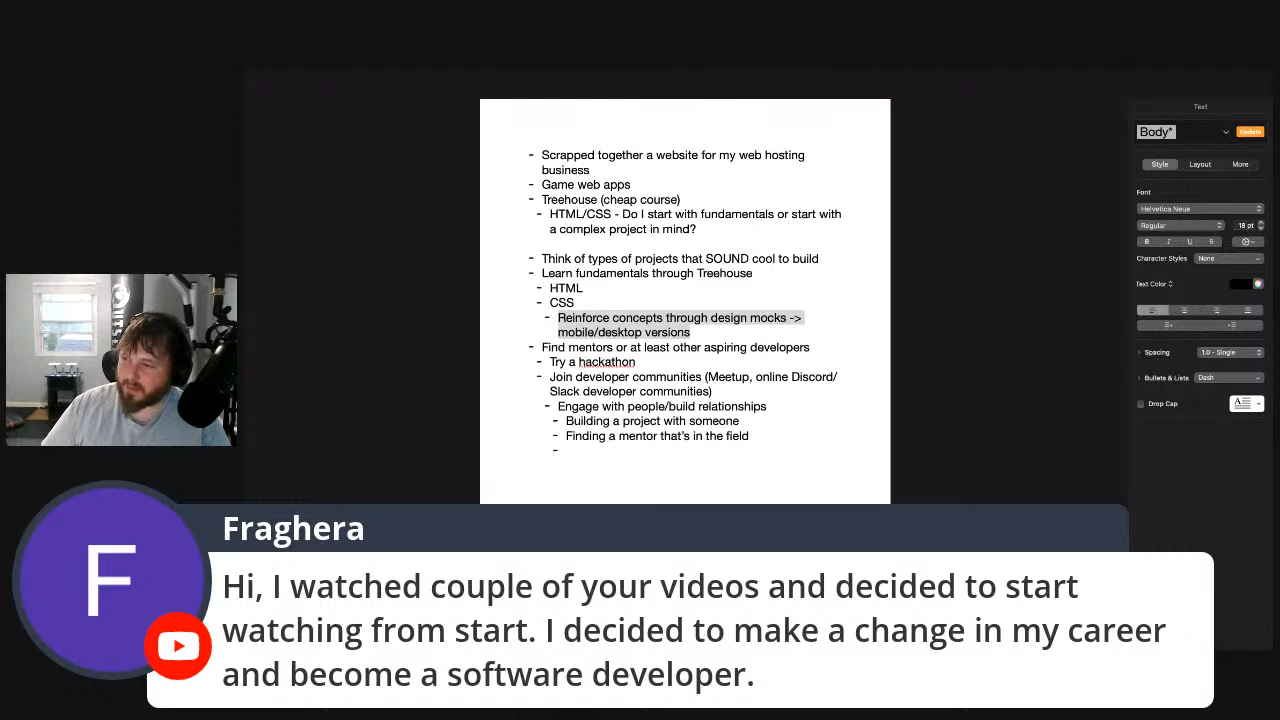 - Scrapped together a website for my web hosting
business
- Game web apps
- Treehouse (cheap course)
- HTML/CSS - Do I start with fundamentals or start with
a complex project in mind?
- Think of types of projects that SOUND cool to build
- Learn fundamentals through Treehouse
- HTML
- CSS
- Reinforce concepts through design mocks ->
mobile/desktop versions
- Find mentors or at least other aspiring developers
- Try a hackathon
- Join developer communities (Meetup, online Discord/
Slack developer communities)
- Engage with people/build relationships
- Building a project with someone
- Finding a mentor that's in the field
-
Text
Body*
Update
Style Layout More
Font
Helvetica Neue
Regular 18 pt
B I U S
Character Styles None
Text Color
Spacing 1.0 - Single
Bullets & Lists Dash
Drop Cap
F
Fraghera
Hi, I watched couple of your videos and decided to start
watching from start. I decided to make a change in my career
and become a software developer.